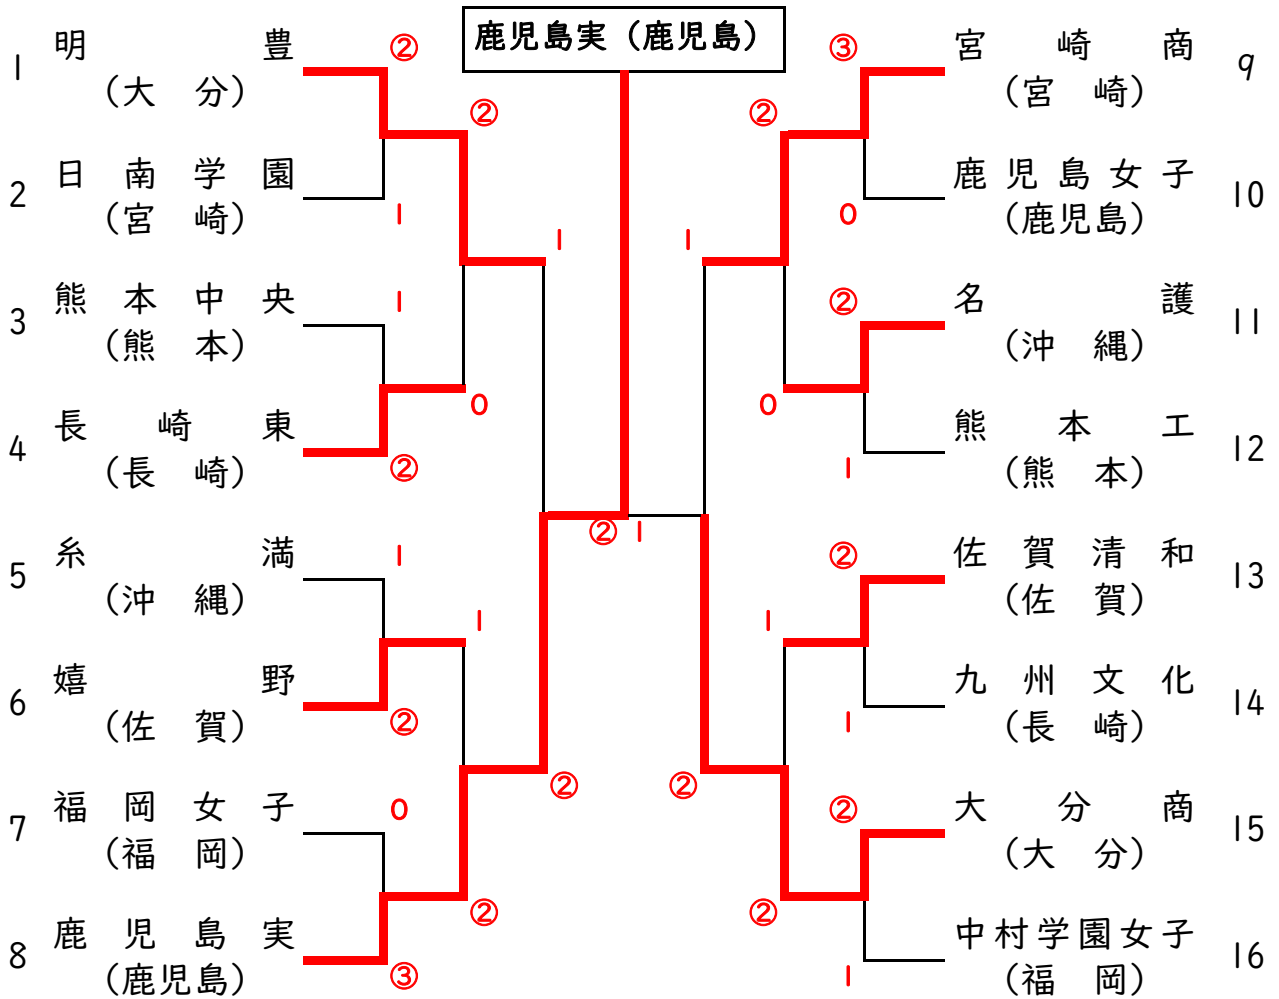 鹿児島実（鹿児島）
1 明豊
（大分）
②
2 日南学園
（宮崎）
1
②
3 熊本中央
（熊本）
1
0
4 長崎東
（長崎）
②
1
5 糸満
（沖縄）
1
1
6 嬉野
（佐賀）
②
②
7 福岡女子
（福岡）
0
②
8 鹿児島実
（鹿児島）
③
② 1
③ 宮崎商 9
（宮崎）
②
鹿児島女子 10
（鹿児島）
0
1
② 名護 11
（沖縄）
0
熊本工 12
（熊本）
1
② 佐賀清和 13
（佐賀）
1
九州文化 14
（長崎）
1
②
② 大分商 15
（大分）
②
中村学園女子 16
（福岡）
1